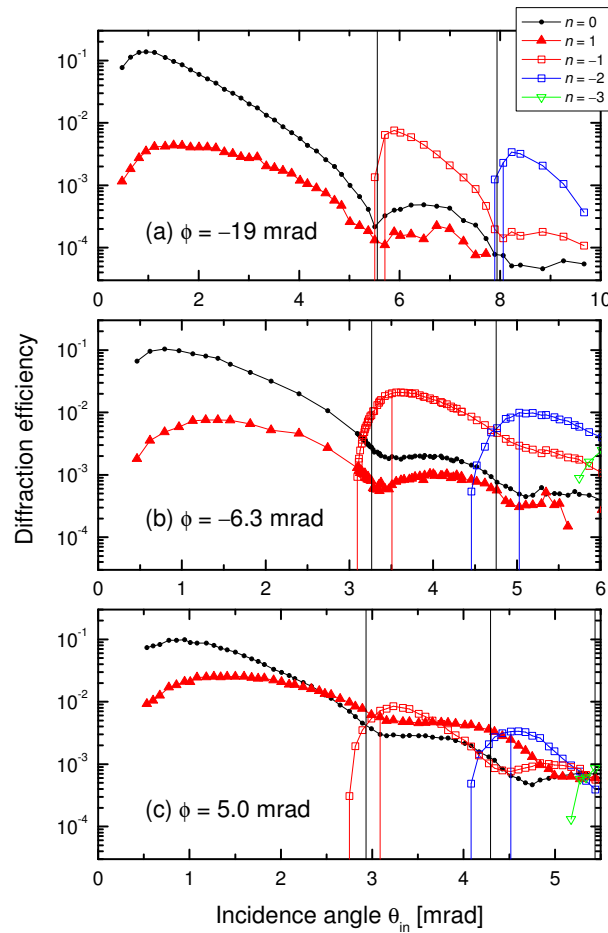 n = 0
n = 1
n = −1
n = −2
n = −3
10⁻¹
10⁻²
10⁻³
10⁻⁴
(a) ϕ = −19 mrad
0 2 4 6 8 10
10⁻¹
10⁻²
10⁻³
10⁻⁴
(b) ϕ = −6.3 mrad
0 1 2 3 4 5 6
Diffraction efficiency
10⁻¹
10⁻²
10⁻³
10⁻⁴
(c) ϕ = 5.0 mrad
0 1 2 3 4 5
Incidence angle θin [mrad]